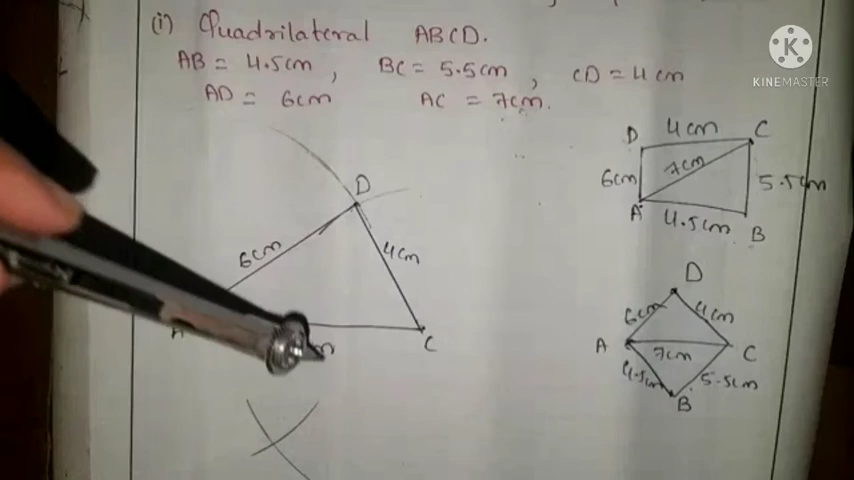 (i) Quadrilateral ABCD.
AB = 4.5cm, BC = 5.5cm, CD = 4cm
AD = 6cm AC = 7cm.
K
KINEMASTER
D 4cm C
6cm 7cm 5.5cm
A 4.5cm B
D
6cm 4cm
A C
D
6cm 4cm
A 7cm C
4.5cm 5.5cm
B